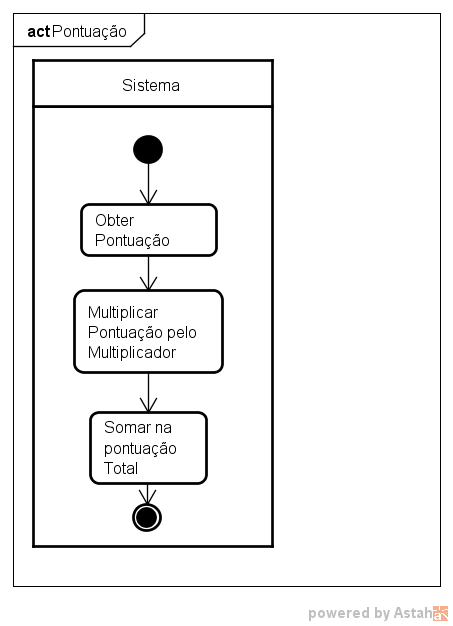 act Pontuação
Sistema
Obter
Pontuação
Multiplicar
Pontuação pelo
Multiplicador
Somar na
pontuação
Total
powered by Astah